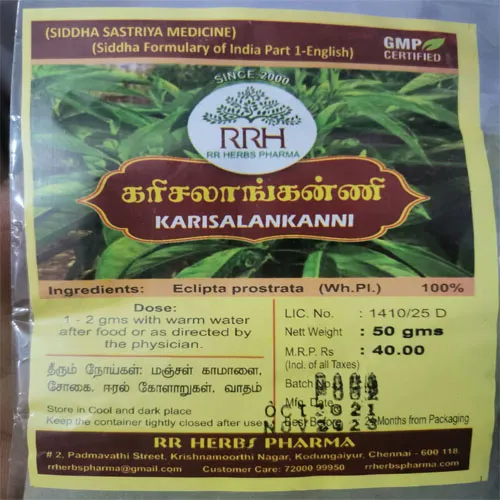 (SIDDHA SASTRIYA MEDICINE)
(Siddha Formulary of India Part 1-English)
GMP
CERTIFIED
SINCE 2000
RRH
RR HERBS PHARMA
கரிசலாங்கண்ணி
KARISALANKANNI
Ingredients: Eclipta prostrata (Wh.Pl.) 100%
Dose:
1 - 2 gms with warm water
after food or as directed by
the physician.
தீரும் நோய்கள்: மஞ்சள் காமாலை,
சோகை, ஈரல் கோளாறுகள், வாதம்
Store in Cool and dark place
Keep the container tightly closed after use
LIC. No. : 1410/25 D
Nett Weight : 50 gms
M.R.P. Rs : 40.00
(Incl. of all Taxes)
Batch No.
Mfg. Date
OCT 2021
Best Before Months from Packaging
2023
RR HERBS PHARMA
# 2, Padmavathi Street, Krishnamoorthi Nagar, Kodungaiyur, Chennai - 600 118.
rrherbspharma@gmail.com Customer Care: 72000 99950 rrherbspharma.com